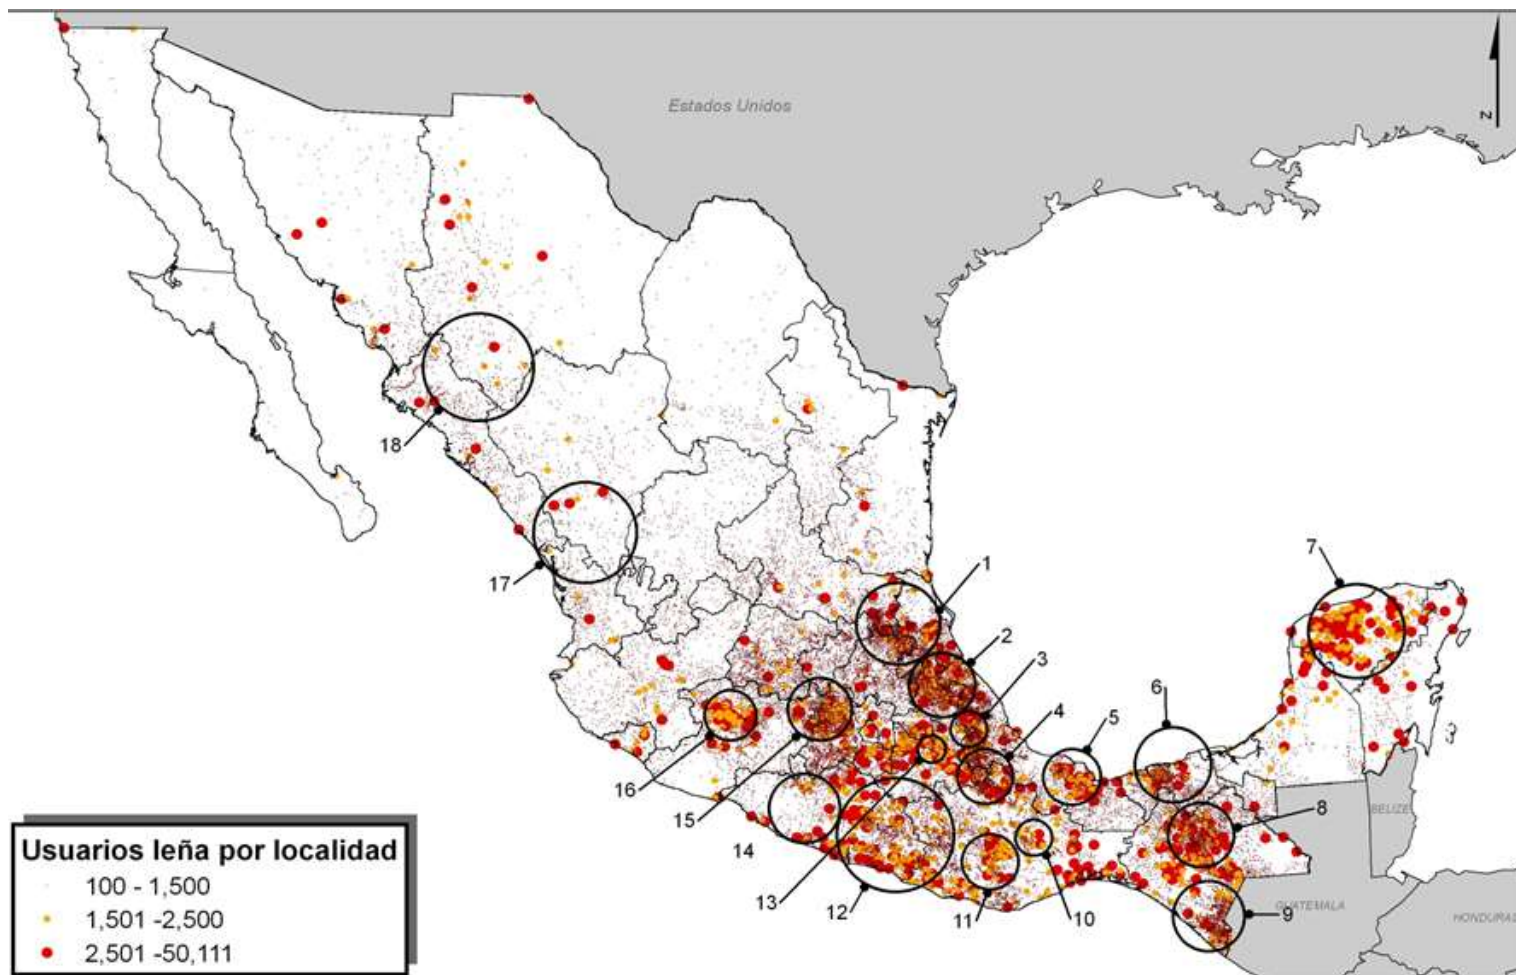 Estados Unidos
z
1
2
3
4
5
6
7
8
9
10
11
12
13
14
15
16
17
18
BELIZE
GUATEMALA
HONDURAS
Usuarios leña por localidad
100 - 1,500
1,501 -2,500
2,501 -50,111